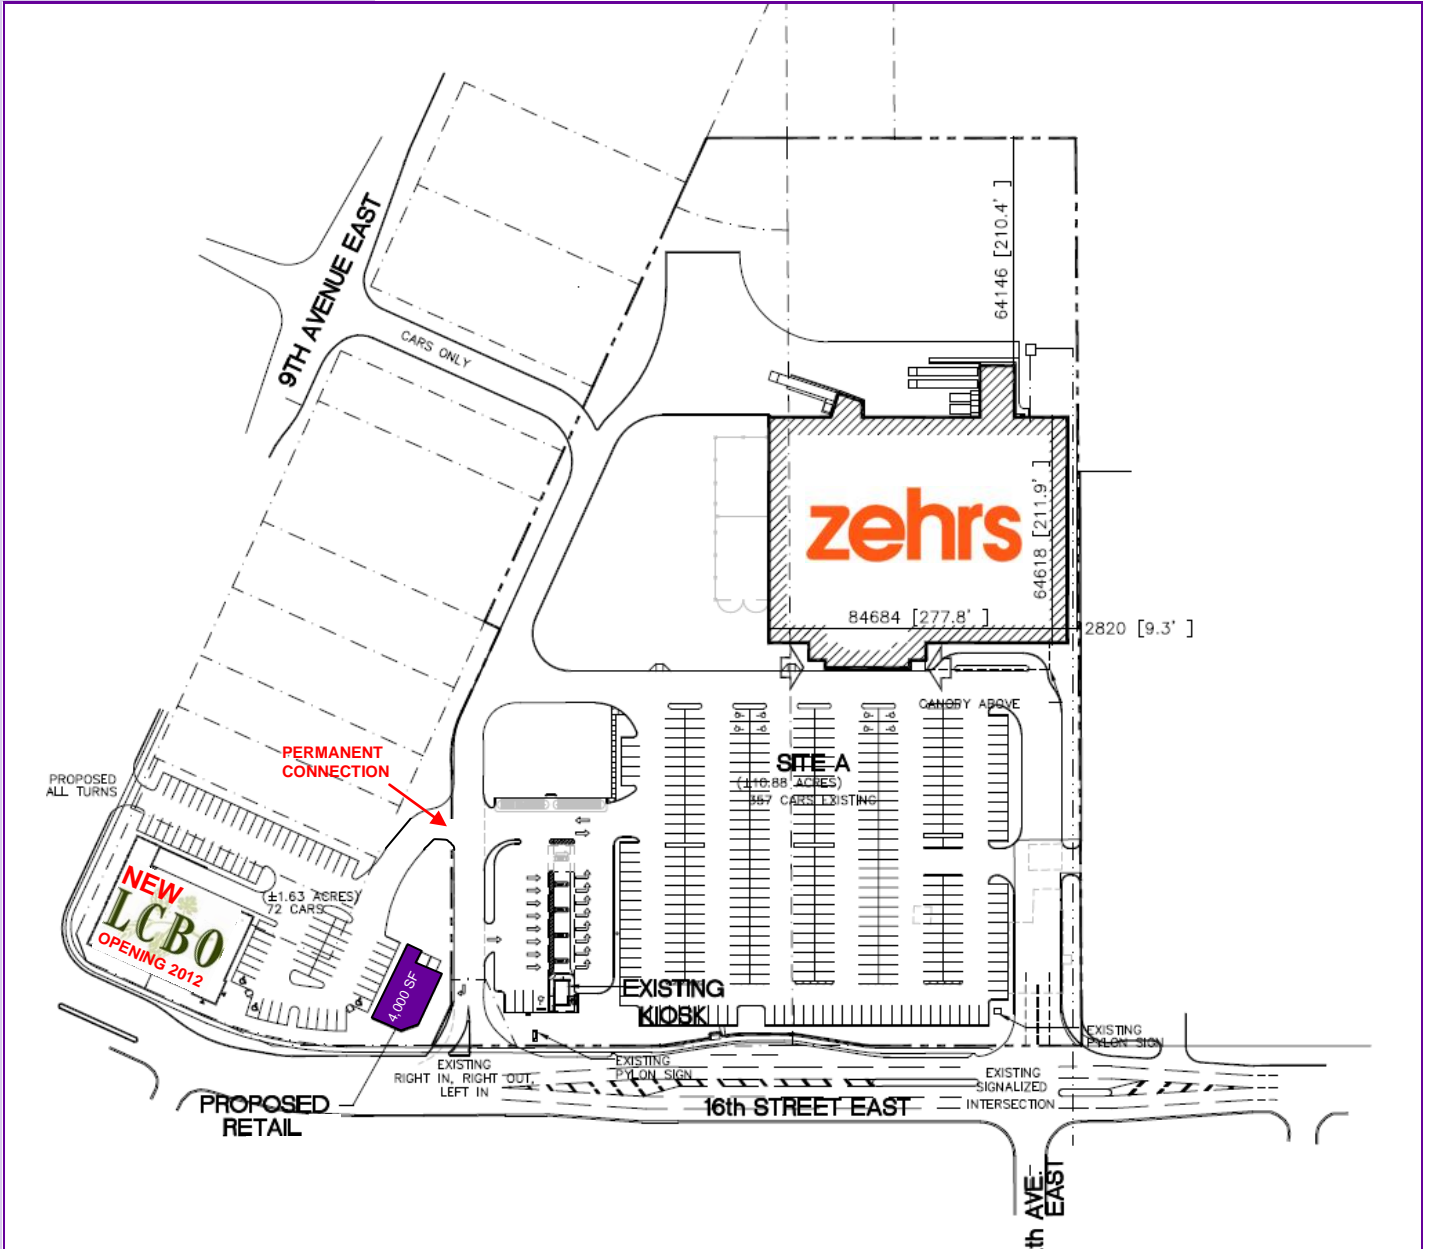 64146 [210.4' ]
9TH AVENUE EAST
CARS ONLY
zehrs
64618 [211.9' ]
84684 [277.8' ]
2820 [9.3' ]
CANOPY ABOVE
PERMANENT
CONNECTION
SITE A
(±10.88 ACRES)
357 CARS EXISTING
PROPOSED
ALL TURNS
NEW
LCBO
OPENING 2012
(±1.63 ACRES)
72 CARS
4,000 SF
EXISTING
KIOSK
EXISTING
PYLON SIGN
EXISTING
PYLON SIGN
EXISTING
RIGHT IN, RIGHT OUT,
LEFT IN
EXISTING
SIGNALIZED
INTERSECTION
PROPOSED
RETAIL
16th STREET EAST
AVE.
EAST